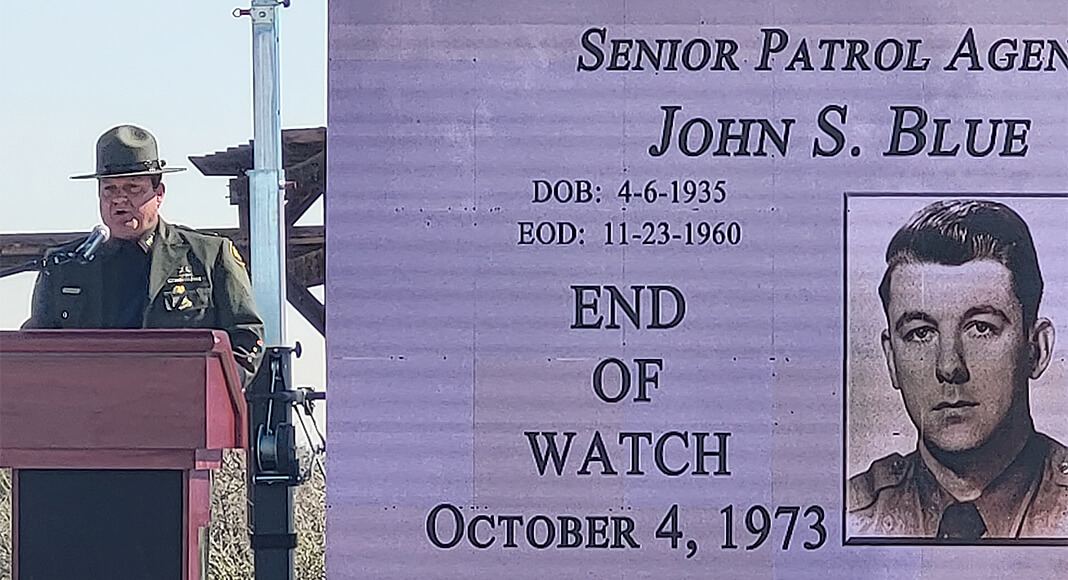 SENIOR PATROL AGEN
JOHN S. BLUE
DOB: 4-6-1935
EOD: 11-23-1960
END
OF
WATCH
OCTOBER 4, 1973